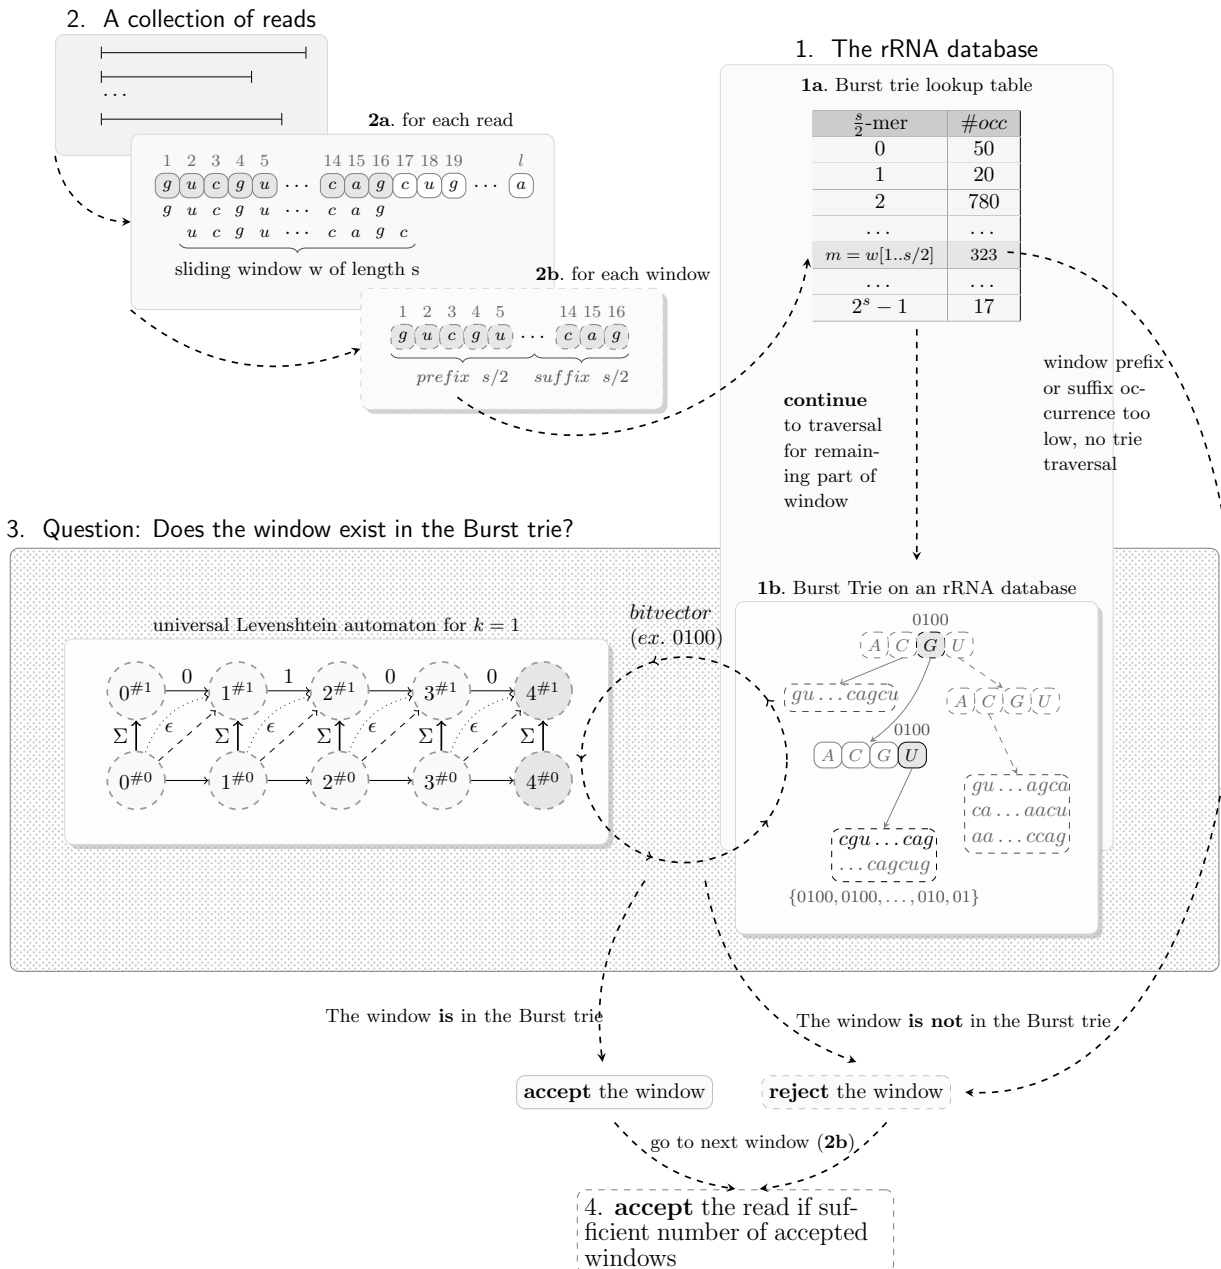 2. A collection of reads
. . .
2a. for each read
1 2 3 4 5 14 15 16 17 18 19 l
g u c g u . . . c a g c u g . . . a
g u c g u . . . c a g
u c g u . . . c a g c
sliding window w of length s
2b. for each window
1 2 3 4 5 14 15 16
g u c g u . . . c a g
prefix s/2 suffix s/2
1. The rRNA database
1a. Burst trie lookup table
s/2-mer #occ
0 50
1 20
2 780
. . . . . .
m = w[1..s/2] 323
. . . . . .
2^s − 1 17
continue
to traversal
for remain-
ing part of
window
window prefix
or suffix oc-
currence too
low, no trie
traversal
3. Question: Does the window exist in the Burst trie?
universal Levenshtein automaton for k = 1
0^#1 0 1^#1 1 2^#1 0 3^#1 0 4^#1
Σ ϵ Σ ϵ Σ ϵ Σ ϵ Σ
0^#0 1^#0 2^#0 3^#0 4^#0
bitvector
(ex. 0100)
1b. Burst Trie on an rRNA database
0100
A C G U
gu . . . cagcu
A C G U
0100
A C G U
gu . . . agca
ca . . . aacu
aa . . . ccag
cgu . . . cag
. . . cagcug
{0100, 0100, . . . , 010, 01}
The window is in the Burst trie
The window is not in the Burst trie
accept the window
reject the window
go to next window (2b)
4. accept the read if suf-
ficient number of accepted
windows